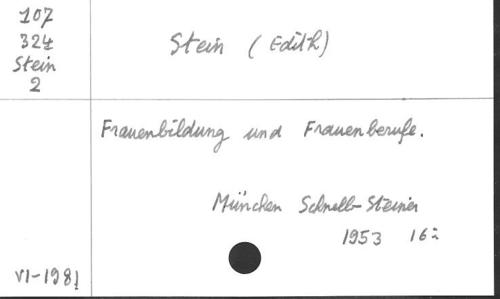 107
324
Stein
2
Stein (Edith)
Frauenbildung und Frauenberufe.
München Schnell-Steiner
1953 16°
VI-1981